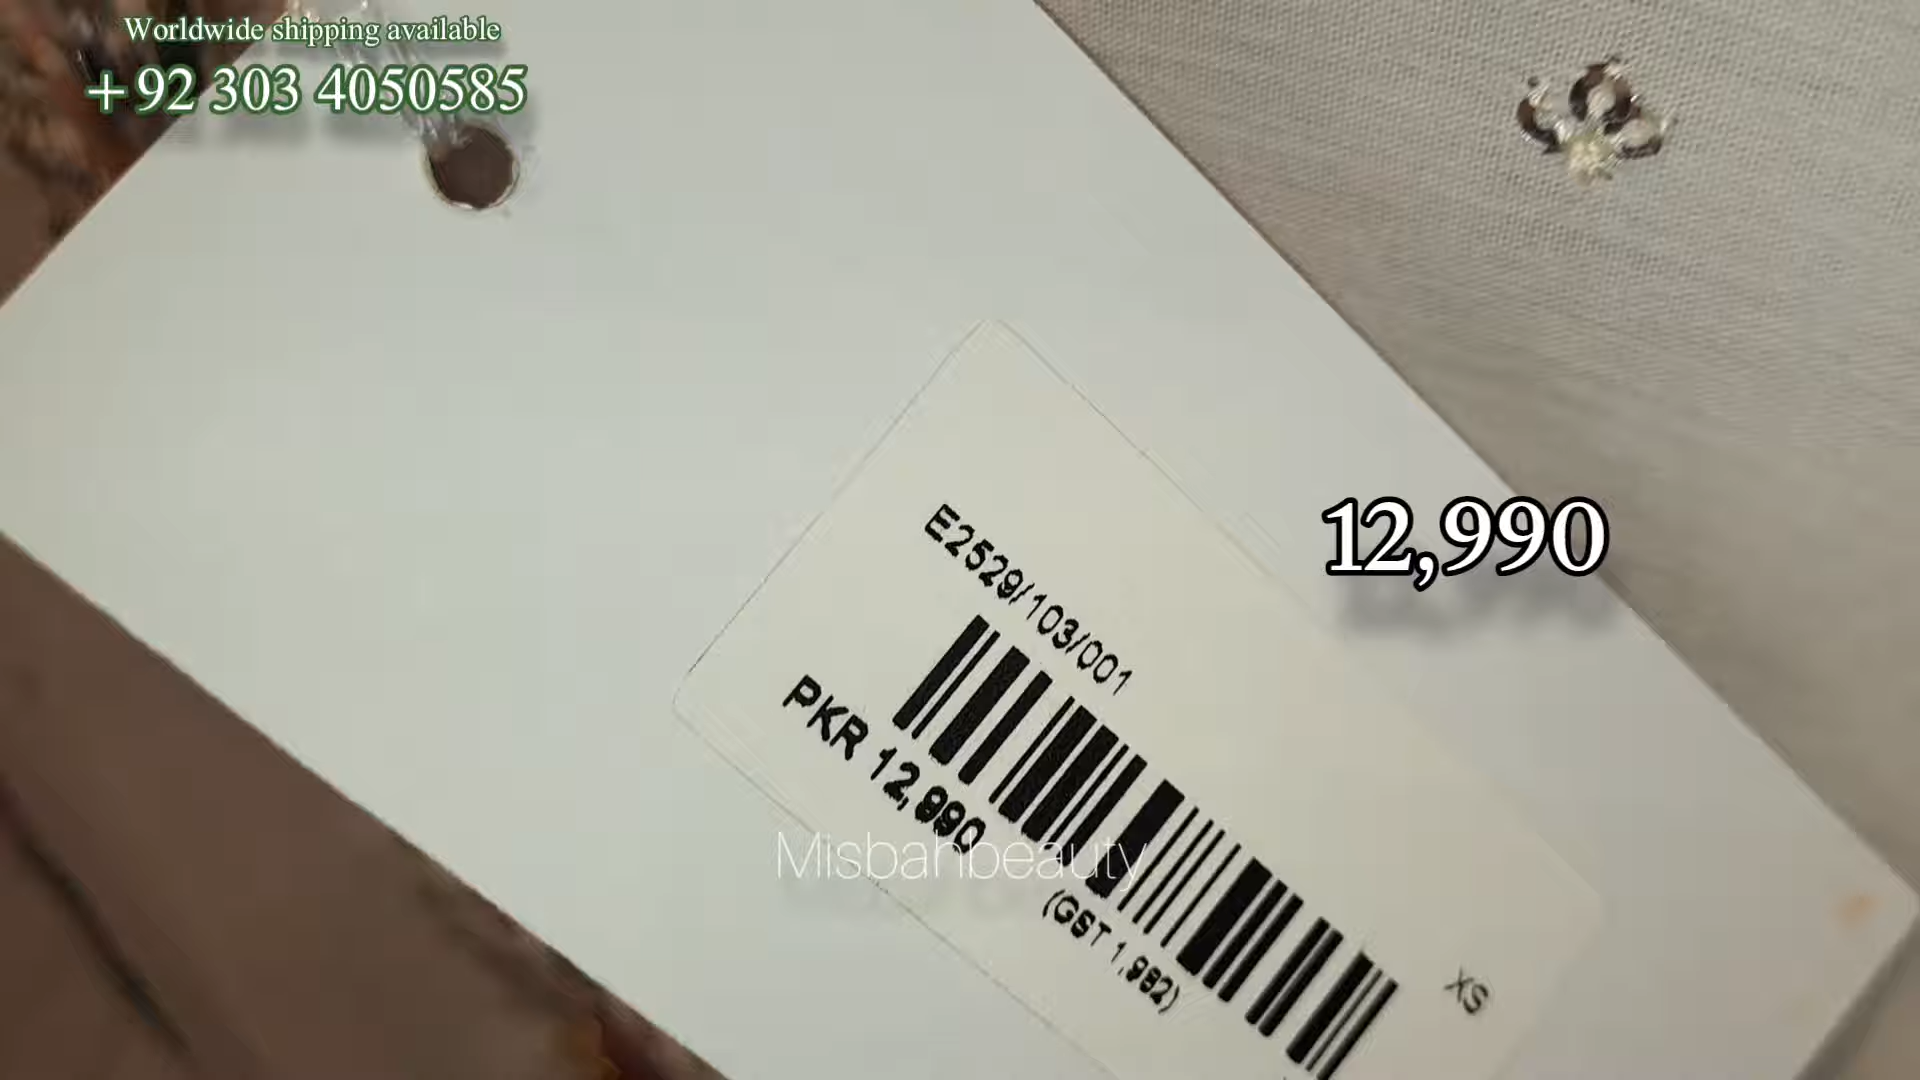 Worldwide shipping available
+92 303 4050585
12,990
E2529/103/001
PKR 12,990
(GST 1,982)
XS
Misbahbeauty